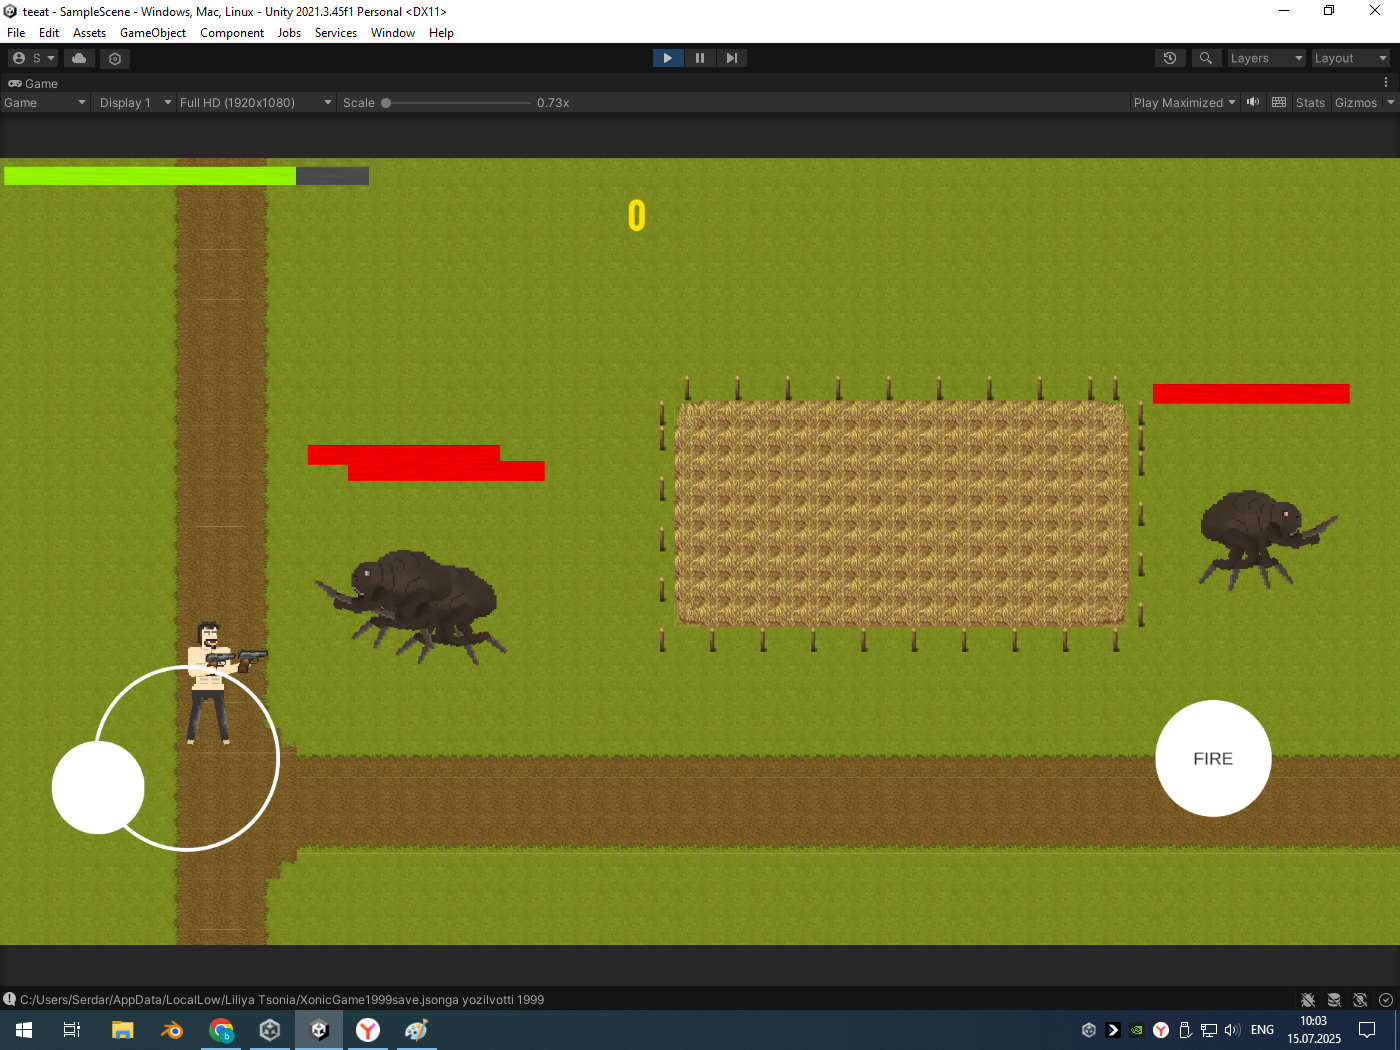 teeat - SampleScene - Windows, Mac, Linux - Unity 2021.3.45f1 Personal <DX11>
File Edit Assets GameObject Component Jobs Services Window Help
S Layers Layout
Game
Game Display 1 Full HD (1920x1080) Scale 0.73x Play Maximized Stats Gizmos
0
FIRE
C:/Users/Serdar/AppData/LocalLow/Liliya Tsonia/XonicGame1999save.jsonga yozilvotti 1999
ENG
10:03
15.07.2025